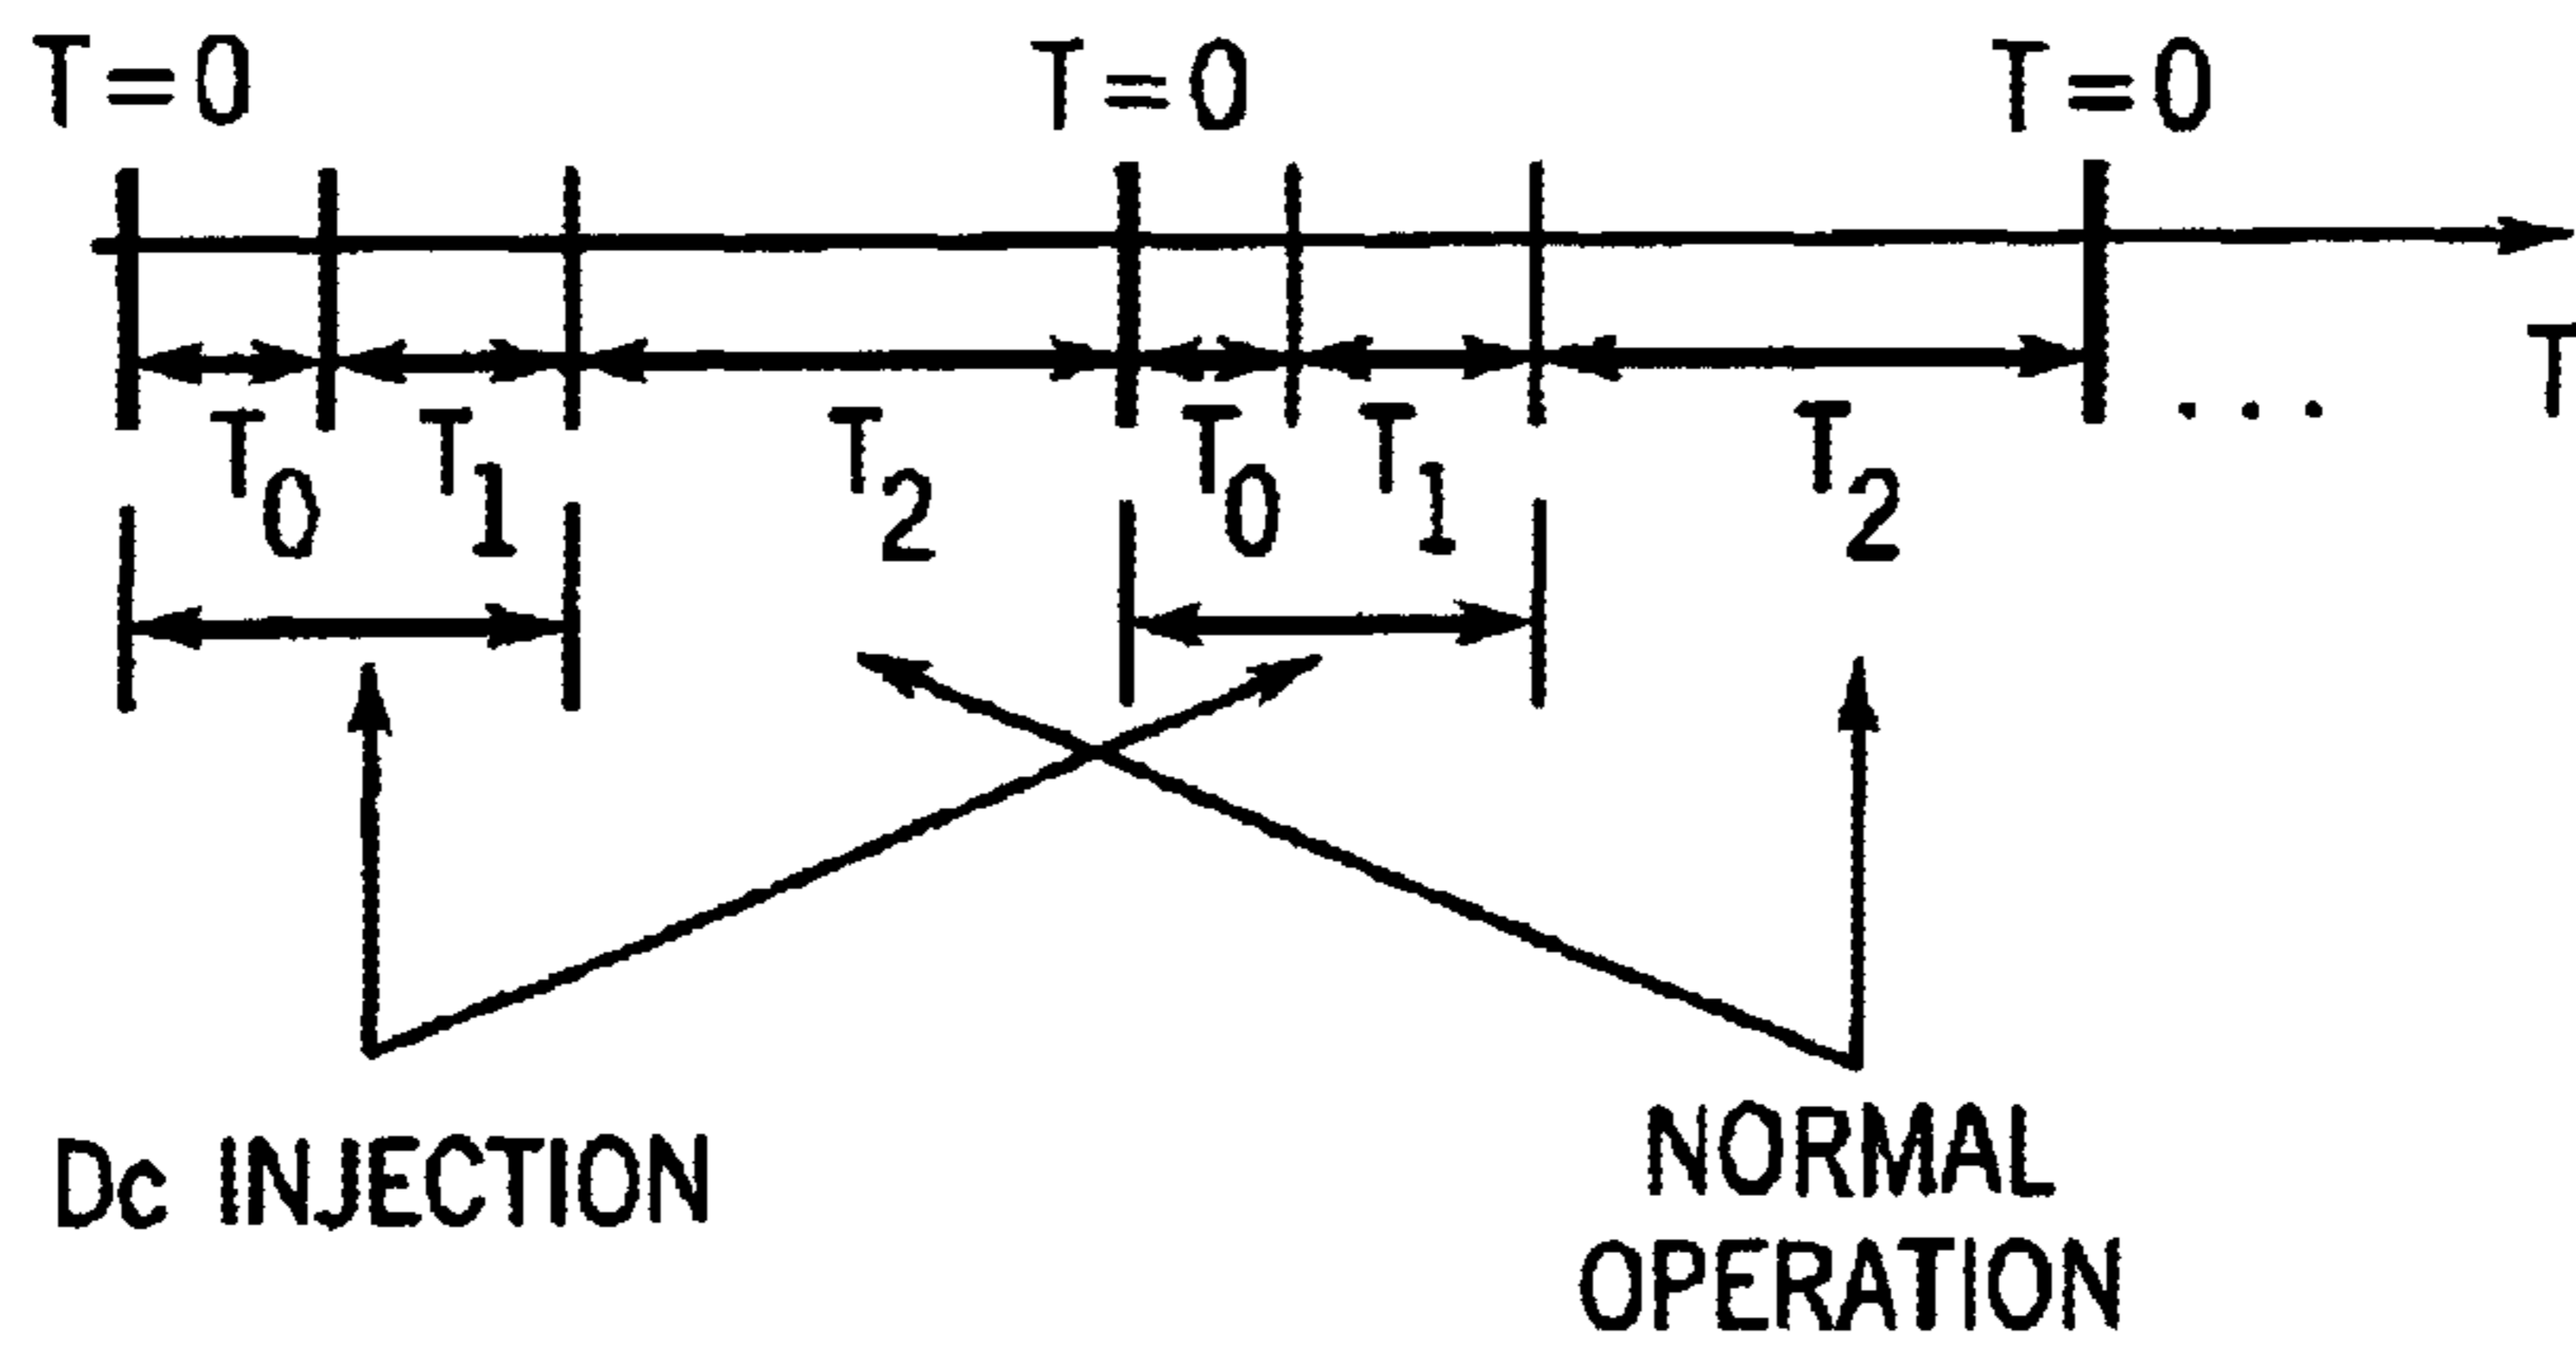 T=0 T=0 T=0
T0 T1 T2 T0 T1 T2 ... T
Dc INJECTION
NORMAL
OPERATION